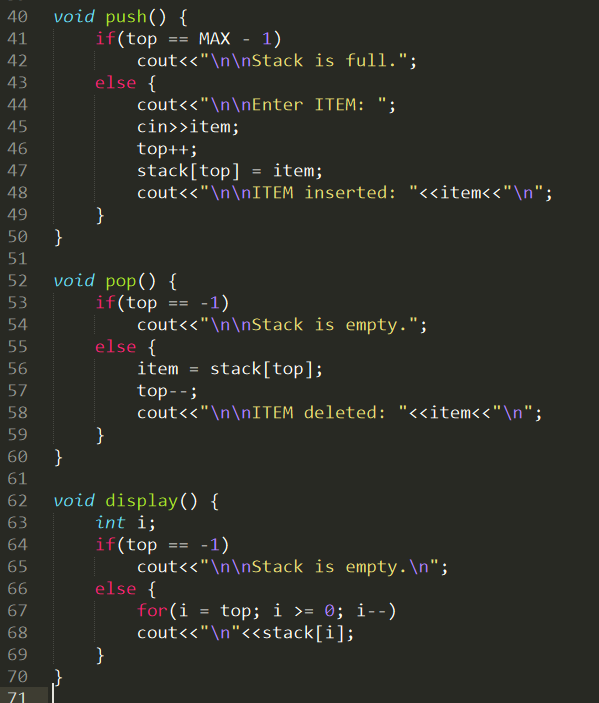 40 void push() {
41     if(top == MAX - 1)
42         cout<<"\n\nStack is full.";
43     else {
44         cout<<"\n\nEnter ITEM: ";
45         cin>>item;
46         top++;
47         stack[top] = item;
48         cout<<"\n\nITEM inserted: "<<item<<"\n";
49     }
50 }
51
52 void pop() {
53     if(top == -1)
54         cout<<"\n\nStack is empty.";
55     else {
56         item = stack[top];
57         top--;
58         cout<<"\n\nITEM deleted: "<<item<<"\n";
59     }
60 }
61
62 void display() {
63     int i;
64     if(top == -1)
65         cout<<"\n\nStack is empty.\n";
66     else {
67         for(i = top; i >= 0; i--)
68         cout<<"\n"<<stack[i];
69     }
70 }
71